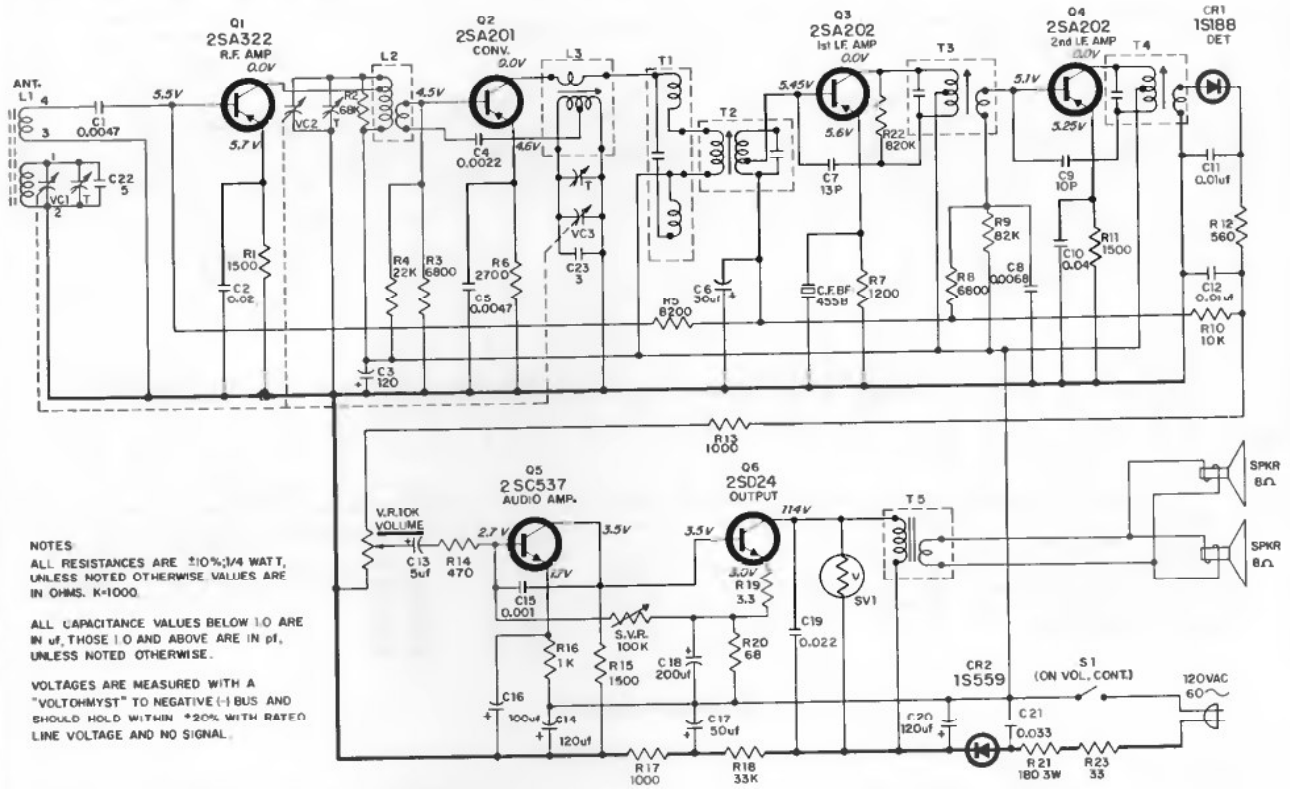 Q1
2SA322
R.F. AMP
0.0V
Q2
2SA201
CONV.
0.0V
Q3
2SA202
1st I.F. AMP
0.0V
Q4
2SA202
2nd I.F. AMP
0.0V
CR1
1S188
DET
ANT.
L1
4
3
1
2
C1
0.0047
5.5V
5.7V
VC1
T
C22
5
C2
0.02
R1
1500
VC2
T
R2
68K
L2
4.5V
C4
0.0022
4.6V
R4
22K
R3
6800
C3
120
C5
0.0047
R6
2700
L3
T
VC3
C23
3
T1
T2
R5
8200
C6
30uf
5.45V
5.6V
C7
13P
R22
820K
C.F.BF
455B
R7
1200
T3
5.1V
5.25V
R8
6800
R9
82K
C8
0.0068
C9
10P
C10
0.04
R11
1500
T4
C11
0.01uf
R12
560
C12
0.01uf
R10
10K
R13
1000
V.R.10K
VOLUME
C13
5uf
R14
470
Q5
2SC537
AUDIO AMP.
2.7V
3.5V
1.7V
C15
0.001
S.V.R.
100K
R16
1K
R15
1500
C16
100uf
C14
120uf
Q6
2SD24
OUTPUT
3.5V
114V
3.0V
R19
3.3
C18
200uf
R20
68
C17
50uf
R17
1000
R18
33K
C19
0.022
V
SV1
T5
SPKR
8Ω
SPKR
8Ω
CR2
1S559
C20
120uf
C21
0.033
R21
180 3W
R23
33
S1
(ON VOL. CONT.)
120VAC
60~
NOTES
ALL RESISTANCES ARE ±10%;1/4 WATT,
UNLESS NOTED OTHERWISE. VALUES ARE
IN OHMS. K=1000
ALL CAPACITANCE VALUES BELOW 1.0 ARE
IN uf, THOSE 1.0 AND ABOVE ARE IN pf,
UNLESS NOTED OTHERWISE.
VOLTAGES ARE MEASURED WITH A
"VOLTOHMYST" TO NEGATIVE (-) BUS AND
SHOULD HOLD WITHIN ±20% WITH RATED
LINE VOLTAGE AND NO SIGNAL.